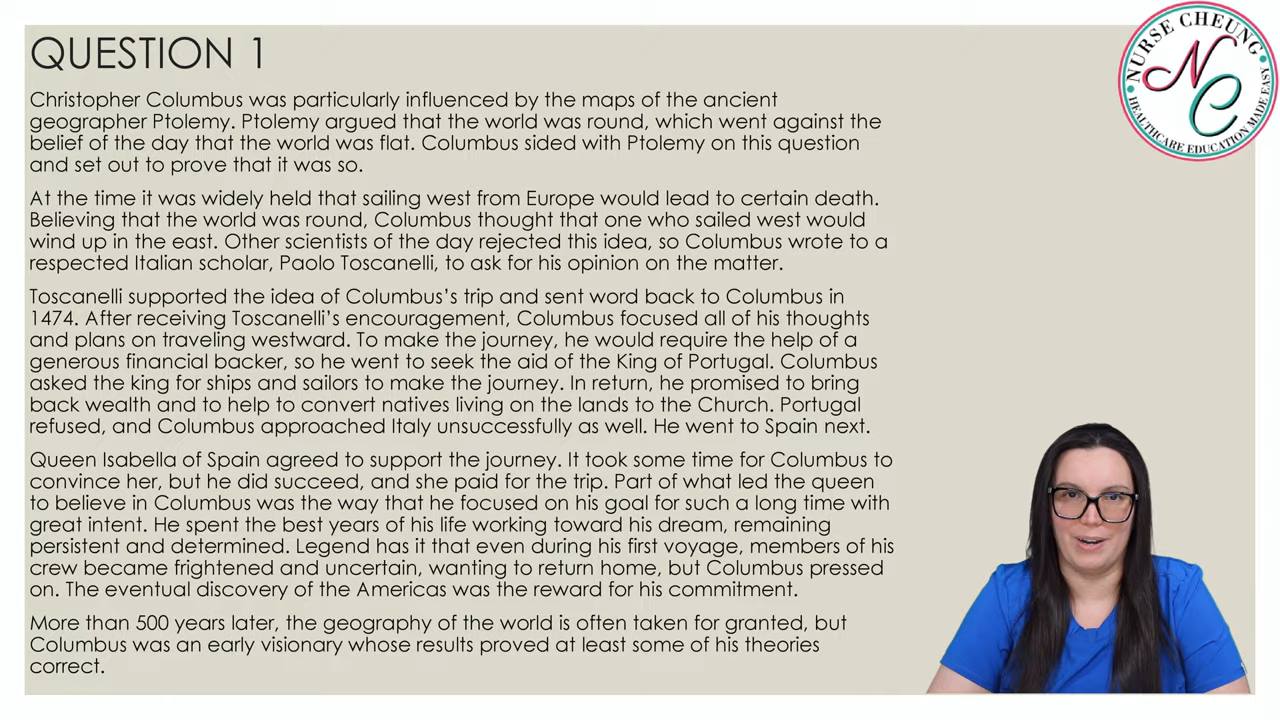 QUESTION 1
Christopher Columbus was particularly influenced by the maps of the ancient
geographer Ptolemy. Ptolemy argued that the world was round, which went against the
belief of the day that the world was flat. Columbus sided with Ptolemy on this question
and set out to prove that it was so.
At the time it was widely held that sailing west from Europe would lead to certain death.
Believing that the world was round, Columbus thought that one who sailed west would
wind up in the east. Other scientists of the day rejected this idea, so Columbus wrote to a
respected Italian scholar, Paolo Toscanelli, to ask for his opinion on the matter.
Toscanelli supported the idea of Columbus's trip and sent word back to Columbus in
1474. After receiving Toscanelli's encouragement, Columbus focused all of his thoughts
and plans on traveling westward. To make the journey, he would require the help of a
generous financial backer, so he went to seek the aid of the King of Portugal. Columbus
asked the king for ships and sailors to make the journey. In return, he promised to bring
back wealth and to help to convert natives living on the lands to the Church. Portugal
refused, and Columbus approached Italy unsuccessfully as well. He went to Spain next.
Queen Isabella of Spain agreed to support the journey. It took some time for Columbus to
convince her, but he did succeed, and she paid for the trip. Part of what led the queen
to believe in Columbus was the way that he focused on his goal for such a long time with
great intent. He spent the best years of his life working toward his dream, remaining
persistent and determined. Legend has it that even during his first voyage, members of his
crew became frightened and uncertain, wanting to return home, but Columbus pressed
on. The eventual discovery of the Americas was the reward for his commitment.
More than 500 years later, the geography of the world is often taken for granted, but
Columbus was an early visionary whose results proved at least some of his theories
correct.
NURSE CHEUNG
NC
HEALTHCARE EDUCATION MADE EASY